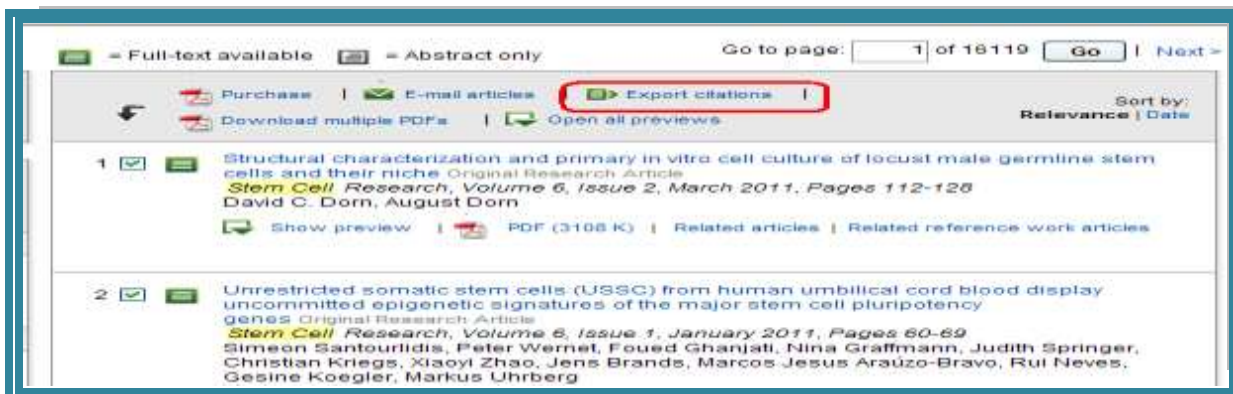 = Full-text available = Abstract only Go to page: 1 of 16119 Go | Next >
Purchase | E-mail articles | Export citations |
Sort by:
Download multiple PDFs | Open all previews
Relevance | Date
1 Structural characterization and primary in vitro cell culture of locust male germline stem
cells and their niche Original Research Article
Stem Cell Research, Volume 6, Issue 2, March 2011, Pages 112-128
David C. Dorn, August Dorn
Show preview | PDF (3108 K) | Related articles | Related reference work articles
2 Unrestricted somatic stem cells (USSC) from human umbilical cord blood display
uncommitted epigenetic signatures of the major stem cell pluripotency
genes Original Research Article
Stem Cell Research, Volume 6, Issue 1, January 2011, Pages 60-69
Simeon Santourlidis, Peter Wernet, Foued Ghanjati, Nina Graffmann, Judith Springer,
Christian Kriegs, Xiaoyi Zhao, Jens Brands, Marcos Jesus Araúzo-Bravo, Rui Neves,
Gesine Koegler, Markus Uhrberg